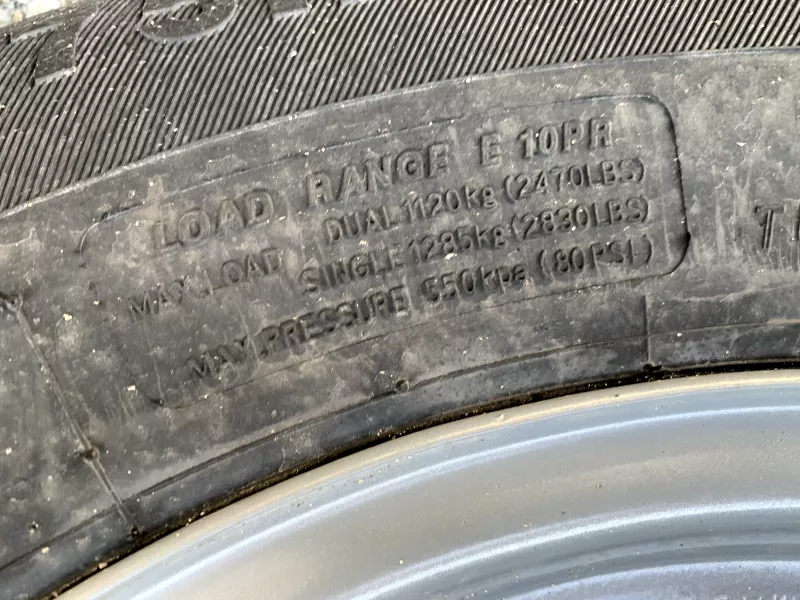 LOAD RANGE E 10PR
MAX.LOAD DUAL 1120kg (2470LBS)
SINGLE 1285kg (2830LBS)
MAX.PRESSURE 550kpa (80PSI)